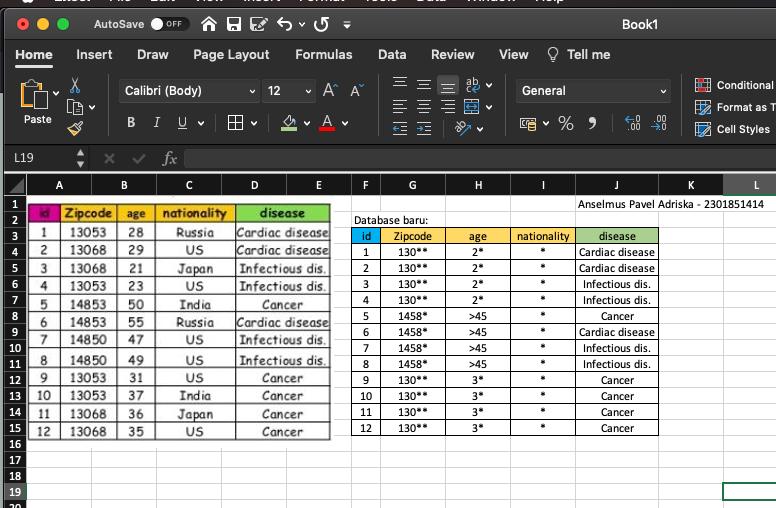 AutoSave OFF Book1
Home Insert Draw Page Layout Formulas Data Review View Tell me
Paste Calibri (Body) 12 A A ab General Conditional
B I U A % Format as T
Cell Styles
L19 fx
A B C D E F G H I J K L
1 Anselmus Pavel Adriska - 2301851414
2 id Zipcode age nationality disease Database baru:
3 1 13053 28 Russia Cardiac disease id Zipcode age nationality disease
4 2 13068 29 US Cardiac disease 1 130** 2* * Cardiac disease
5 3 13068 21 Japan Infectious dis. 2 130** 2* * Cardiac disease
6 4 13053 23 US Infectious dis. 3 130** 2* * Infectious dis.
7 5 14853 50 India Cancer 4 130** 2* * Infectious dis.
8 6 14853 55 Russia Cardiac disease 5 1458* >45 * Cancer
9 7 14850 47 US Infectious dis. 6 1458* >45 * Cardiac disease
10 8 14850 49 US Infectious dis. 7 1458* >45 * Infectious dis.
11 9 13053 31 US Cancer 8 1458* >45 * Infectious dis.
12 10 13053 37 India Cancer 9 130** 3* * Cancer
13 11 13068 36 Japan Cancer 10 130** 3* * Cancer
14 12 13068 35 US Cancer 11 130** 3* * Cancer
15 12 130** 3* * Cancer
16
17
18
19